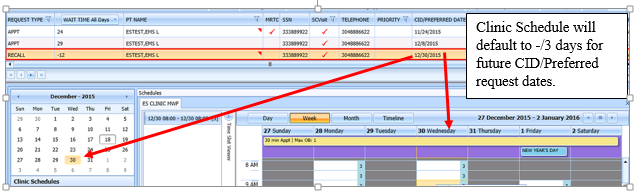 REQUEST TYPE WAIT TIME All Days PT NAME MRTC SSN SCVisit TELEPHONE PRIORITY CID/PREFERRED DATE
APPT 24 ESTEST,EMS L 333889922 3048886622 11/24/2015
APPT 29 ESTEST,EMS L 333889922 3048886622 12/8/2015
RECALL -12 ESTEST,EMS L 333889922 3048886622 12/30/2015
Clinic Schedule will
default to -/3 days for
future CID/Preferred
request dates.
December - 2015
Sun Mon Tue Wed Thu Fri Sat
29 30 1 2 3 4 5
6 7 8 9 10 11 12
13 14 15 16 17 18 19
20 21 22 23 24 25 26
27 28 29 30 31 1 2
3 4 5 6 7 8 9
Clinic Schedules
Schedules
ES CLINIC MWF
12/30 08:00 - 12/30 08:00
Time Slot Viewer
Day Week Month Timeline 27 December 2015 - 2 January 2016
27 Sunday 28 Monday 29 Tuesday 30 Wednesday 31 Thursday 1 Friday 2 Saturday
30 min Appt | Max OB: 1
NEW YEAR'S DAY
8 AM 3 3
3 3
9 AM 3 3